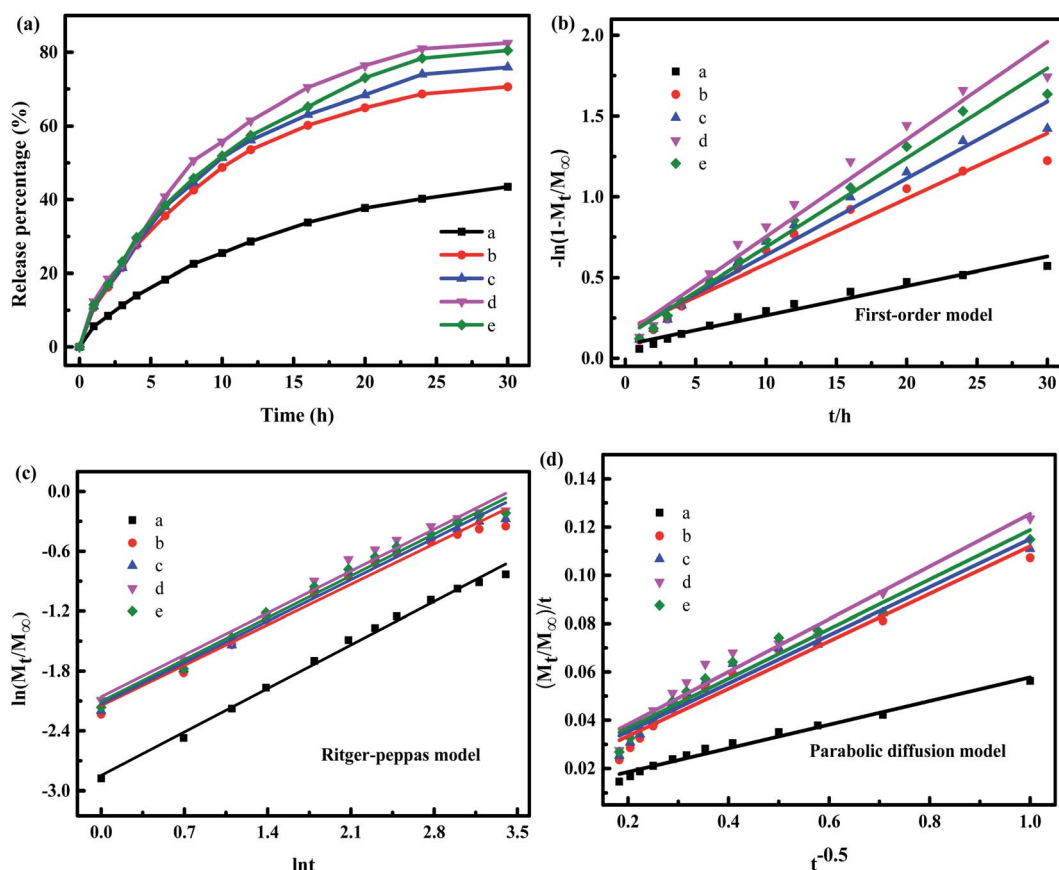 (a)
80
60
40
20
0
Release percentage (%)
a
b
c
d
e
0 5 10 15 20 25 30
Time (h)
(b)
2.0
1.5
1.0
0.5
0.0
-ln(1-Mt/M∞)
a
b
c
d
e
First-order model
0 5 10 15 20 25 30
t/h
(c)
0.0
-0.6
-1.2
-1.8
-2.4
-3.0
ln(Mt/M∞)
a
b
c
d
e
Ritger-peppas model
0.0 0.7 1.4 2.1 2.8 3.5
lnt
(d)
0.14
0.12
0.10
0.08
0.06
0.04
0.02
(Mt/M∞)/t
a
b
c
d
e
Parabolic diffusion model
0.2 0.4 0.6 0.8 1.0
t-0.5